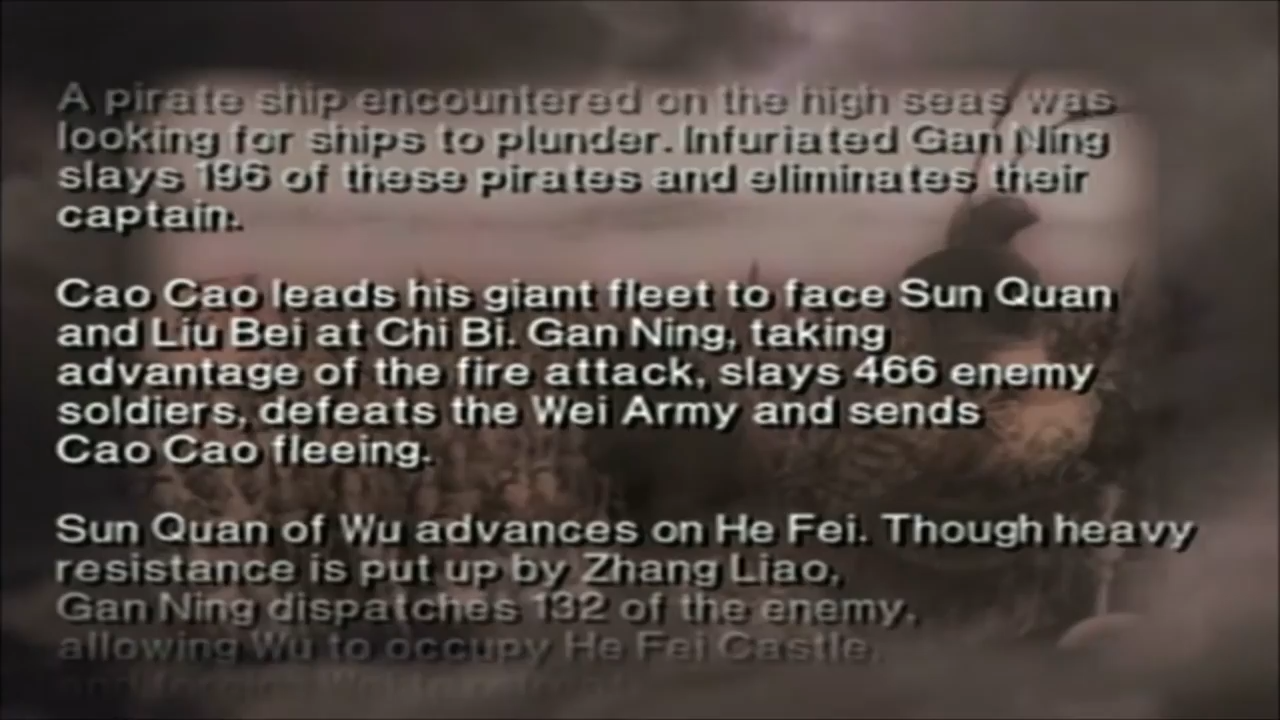 A pirate ship encountered on the high seas was
looking for ships to plunder. Infuriated Gan Ning
slays 196 of these pirates and eliminates their
captain.
Cao Cao leads his giant fleet to face Sun Quan
and Liu Bei at Chi Bi. Gan Ning, taking
advantage of the fire attack, slays 466 enemy
soldiers, defeats the Wei Army and sends
Cao Cao fleeing.
Sun Quan of Wu advances on He Fei. Though heavy
resistance is put up by Zhang Liao,
Gan Ning dispatches 132 of the enemy,
allowing Wu to occupy He Fei Castle,
and forcing Wei to